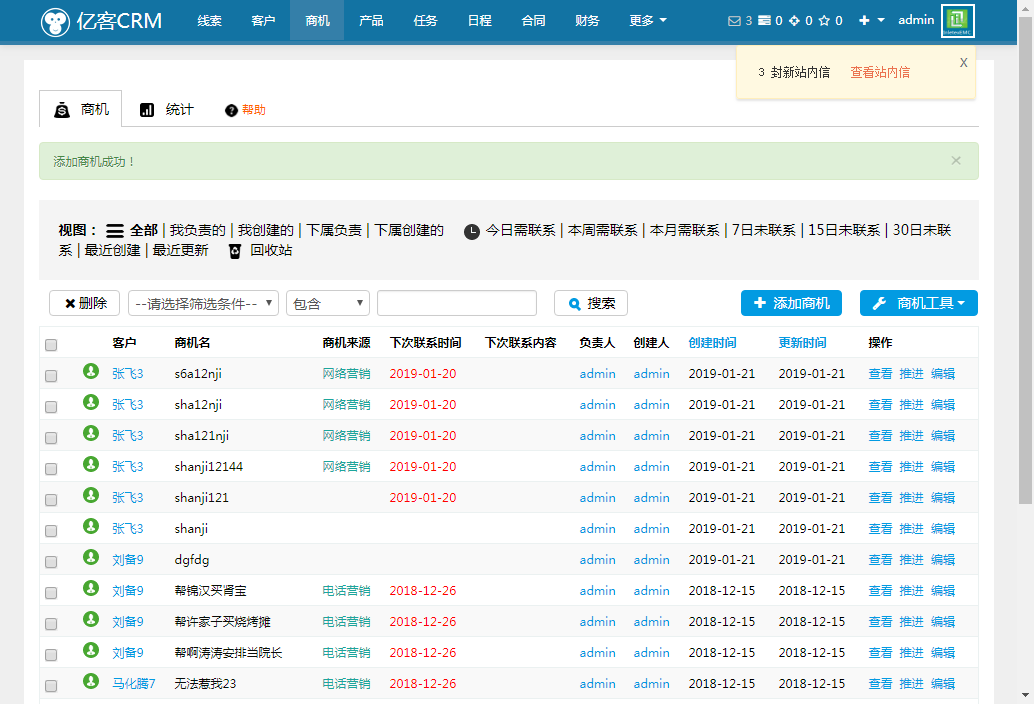 亿客CRM 线索 客户 商机 产品 任务 日程 合同 财务 更多 3 0 0 0 admin
3 封新站内信 查看站内信 X
商机 统计 帮助
添加商机成功！ ×
视图： 全部 | 我负责的 | 我创建的 | 下属负责 | 下属创建的 今日需联系 | 本周需联系 | 本月需联系 | 7日未联系 | 15日未联系 | 30日未联
系 | 最近创建 | 最近更新 回收站
删除 --请选择筛选条件-- 包含 搜索 添加商机 商机工具
客户 商机名 商机来源 下次联系时间 下次联系内容 负责人 创建人 创建时间 更新时间 操作
张飞3 s6a12nji 网络营销 2019-01-20 admin admin 2019-01-21 2019-01-21 查看 推进 编辑
张飞3 sha12nji 网络营销 2019-01-20 admin admin 2019-01-21 2019-01-21 查看 推进 编辑
张飞3 sha121nji 网络营销 2019-01-20 admin admin 2019-01-21 2019-01-21 查看 推进 编辑
张飞3 shanji12144 网络营销 2019-01-20 admin admin 2019-01-21 2019-01-21 查看 推进 编辑
张飞3 shanji121 2019-01-20 admin admin 2019-01-21 2019-01-21 查看 推进 编辑
张飞3 shanji admin admin 2019-01-21 2019-01-21 查看 推进 编辑
刘备9 dgfdg admin admin 2019-01-21 2019-01-21 查看 推进 编辑
刘备9 帮锦汉买肾宝 电话营销 2018-12-26 admin admin 2018-12-15 2018-12-15 查看 推进 编辑
刘备9 帮许家子买烧烤摊 电话营销 2018-12-26 admin admin 2018-12-15 2018-12-15 查看 推进 编辑
刘备9 帮啊涛涛安排当院长 电话营销 2018-12-26 admin admin 2018-12-15 2018-12-15 查看 推进 编辑
马化腾7 无法惹我23 电话营销 2018-12-26 admin admin 2018-12-15 2018-12-15 查看 推进 编辑